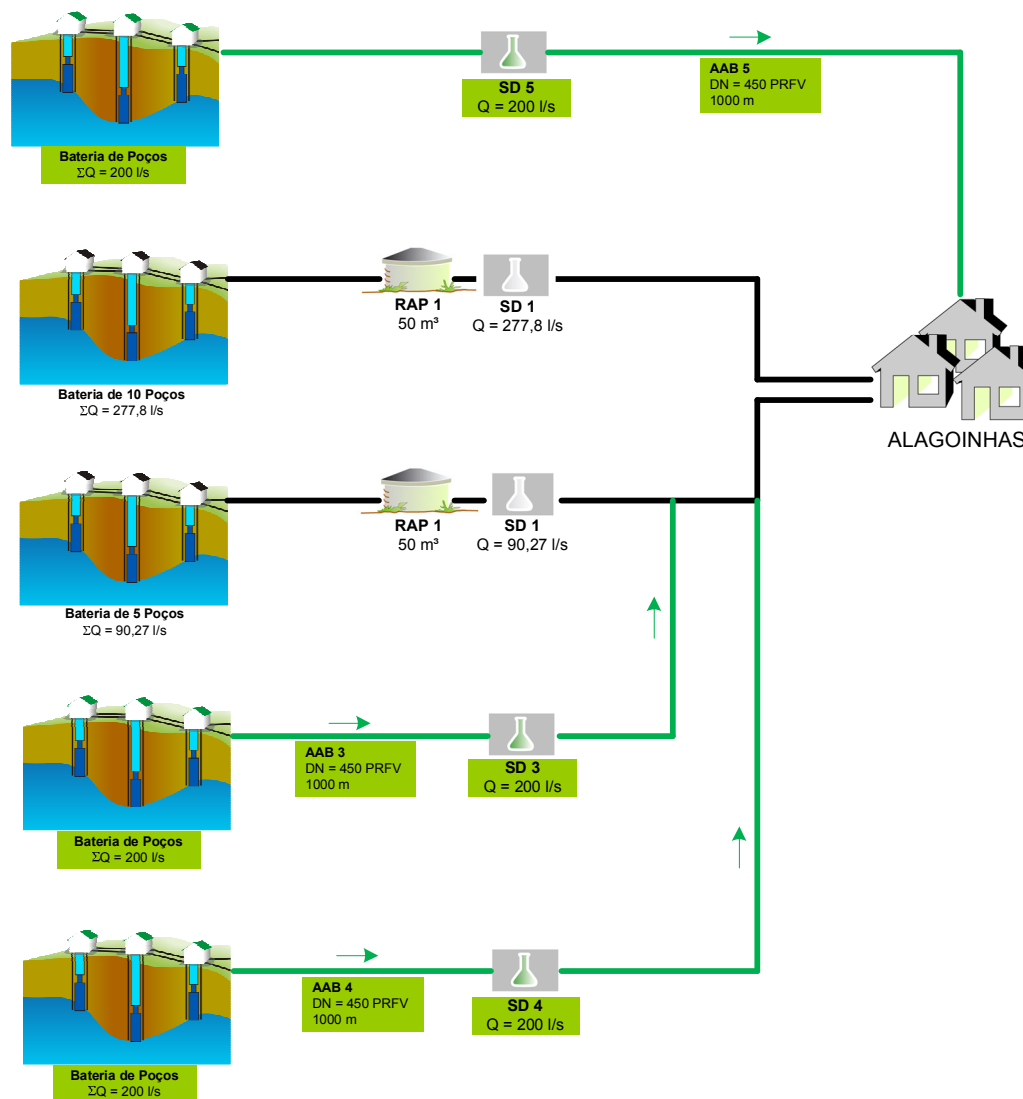 SD 5
Q = 200 l/s
AAB 5
DN = 450 PRFV
1000 m
Bateria de Poços
ΣQ = 200 l/s
RAP 1
50 m³
SD 1
Q = 277,8 l/s
Bateria de 10 Poços
ΣQ = 277,8 l/s
ALAGOINHAS
RAP 1
50 m³
SD 1
Q = 90,27 l/s
Bateria de 5 Poços
ΣQ = 90,27 l/s
AAB 3
DN = 450 PRFV
1000 m
SD 3
Q = 200 l/s
Bateria de Poços
ΣQ = 200 l/s
AAB 4
DN = 450 PRFV
1000 m
SD 4
Q = 200 l/s
Bateria de Poços
ΣQ = 200 l/s